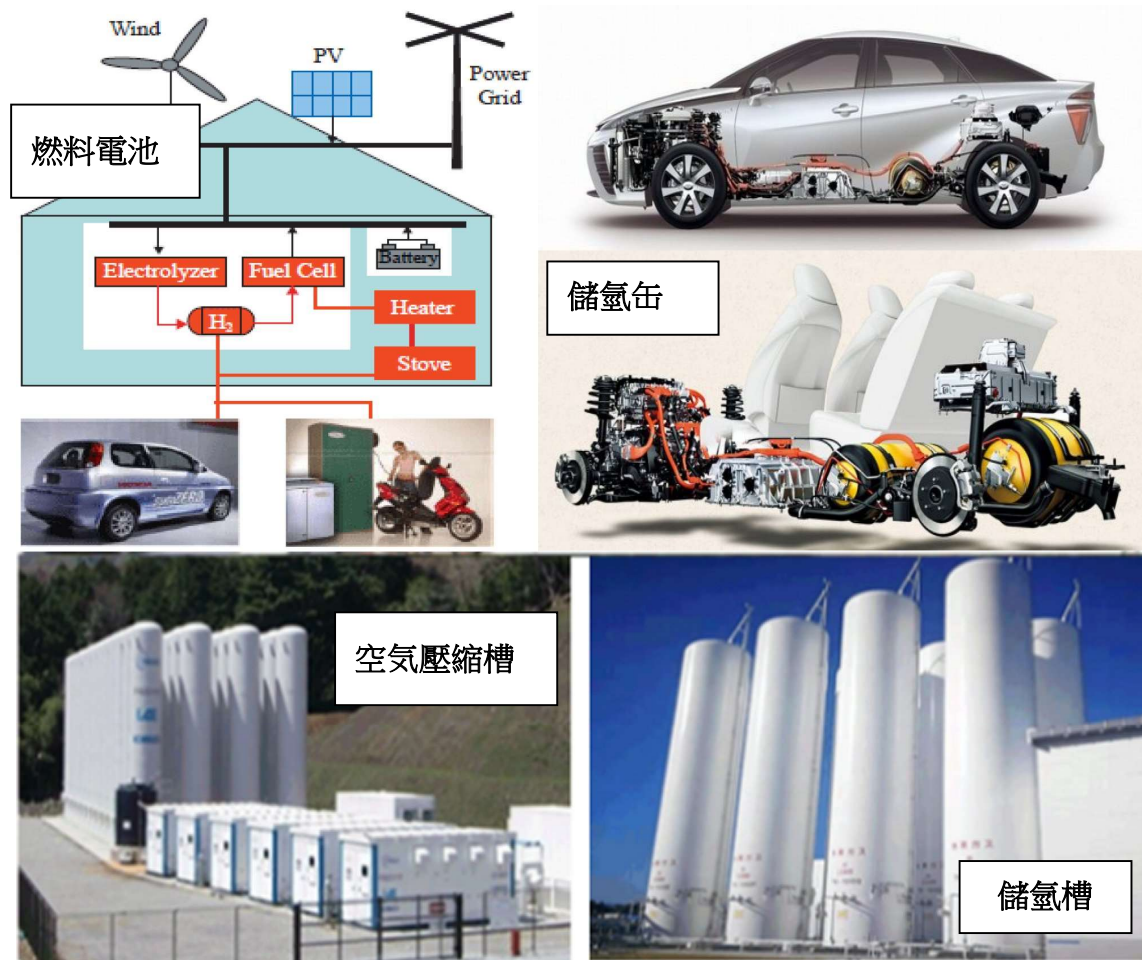 Wind
PV
Power
Grid
燃料電池
Electrolyzer
Fuel Cell
Battery
H₂
Heater
Stove
儲氫缸
空気壓縮槽
儲氫槽